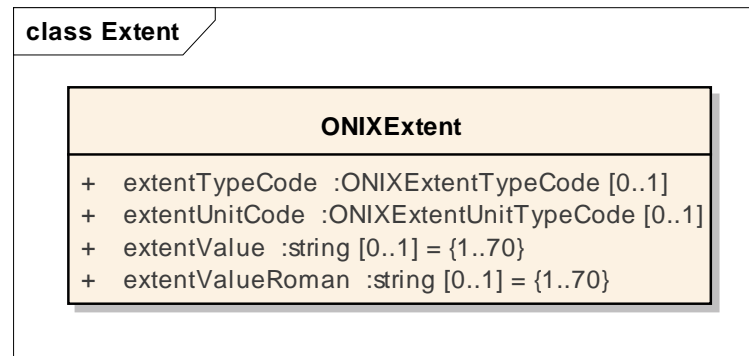 class Extent
ONIXExtent
+ extentTypeCode :ONIXExtentTypeCode [0..1]
+ extentUnitCode :ONIXExtentUnitTypeCode [0..1]
+ extentValue :string [0..1] = {1..70}
+ extentValueRoman :string [0..1] = {1..70}